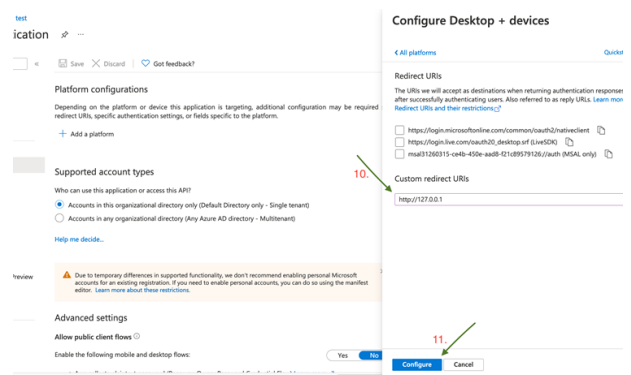 test
ication
Save Discard Got feedback?
Platform configurations
Depending on the platform or device this application is targeting, additional configuration may be required
redirect URIs, specific authentication settings, or fields specific to the platform.
Add a platform
Supported account types
Who can use this application or access this API?
Accounts in this organizational directory only (Default Directory only - Single tenant)
Accounts in any organizational directory (Any Azure AD directory - Multitenant)
Help me decide...
Preview
Due to temporary differences in supported functionality, we don't recommend enabling personal Microsoft
accounts for an existing registration. If you need to enable personal accounts, you can do so using the manifest
editor. Learn more about these restrictions.
Advanced settings
Allow public client flows
Enable the following mobile and desktop flows:
Yes No
Configure Desktop + devices
All platforms
Quickst
Redirect URIs
The URIs we will accept as destinations when returning authentication responses
after successfully authenticating users. Also referred to as reply URLs. Learn more
Redirect URIs and their restrictions
https://login.microsoftonline.com/common/oauth2/nativeclient
https://login.live.com/oauth20_desktop.srf (LiveSDK)
msal31260315-ce4b-450e-aad8-f21c89579126://auth (MSAL only)
10.
Custom redirect URIs
http://127.0.0.1
11.
Configure Cancel